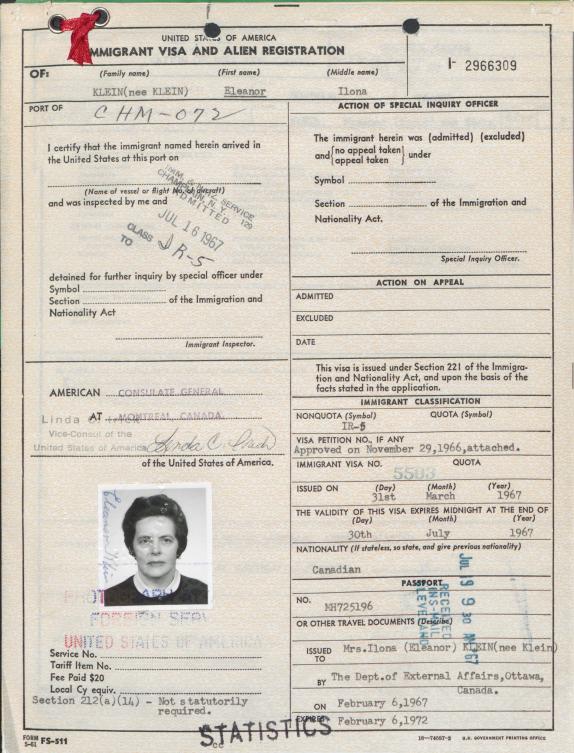 UNITED STATES OF AMERICA
IMMIGRANT VISA AND ALIEN REGISTRATION
I- 2966309
OF: (Family name) (First name) (Middle name)
KLEIN(nee KLEIN) Eleanor Ilona
PORT OF CHM-072
I certify that the immigrant named herein arrived in
the United States at this port on
(Name of vessel or flight No. of aircraft)
and was inspected by me and
IMM. & NATZ. SERVICE
CHAMPLAIN, N.Y. 129
ADMITTED
JUL 16 1967
CLASS IR-5
TO
detained for further inquiry by special officer under
Symbol
Section of the Immigration and
Nationality Act
Immigrant Inspector.
AMERICAN CONSULATE GENERAL
AT MONTREAL, CANADA.
Linda C.
Vice-Consul of the
United States of America
Linda C.
of the United States of America.
Eleanor Klein
PHOTOGRAPH ATT
FOREIGN SERV
UNITED STATES OF AMERICA
Service No.
Tariff Item No.
Fee Paid $20
Local Cy equiv.
Section 212(a)(14) - Not statutorily
required.
STATISTICS
FORM
5-61 FS-511
ACTION OF SPECIAL INQUIRY OFFICER
The immigrant herein was (admitted) (excluded)
and {no appeal taken
appeal taken} under
Symbol
Section of the Immigration and
Nationality Act.
Special Inquiry Officer.
ACTION ON APPEAL
ADMITTED
EXCLUDED
DATE
This visa is issued under Section 221 of the Immigra-
tion and Nationality Act, and upon the basis of the
facts stated in the application.
IMMIGRANT CLASSIFICATION
NONQUOTA (Symbol) QUOTA (Symbol)
IR-5
VISA PETITION NO., IF ANY
Approved on November 29,1966,attached.
IMMIGRANT VISA NO. 5503 QUOTA
ISSUED ON (Day) (Month) (Year)
31st March 1967
THE VALIDITY OF THIS VISA EXPIRES MIDNIGHT AT THE END OF
(Day) (Month) (Year)
30th July 1967
NATIONALITY (If stateless, so state, and give previous nationality)
Canadian
PASSPORT
NO. MH725196
OR OTHER TRAVEL DOCUMENTS (Describe)
JUL 19 9 30 AM '67
RECEIVED
INS MAIL
CLEVELAND
ISSUED
TO Mrs.Ilona (Eleanor) KLEIN(nee Klein)
BY The Dept.of External Affairs,Ottawa,
Canada.
ON February 6,1967
EXPIRES February 6,1972
16—74057-2 U.S. GOVERNMENT PRINTING OFFICE